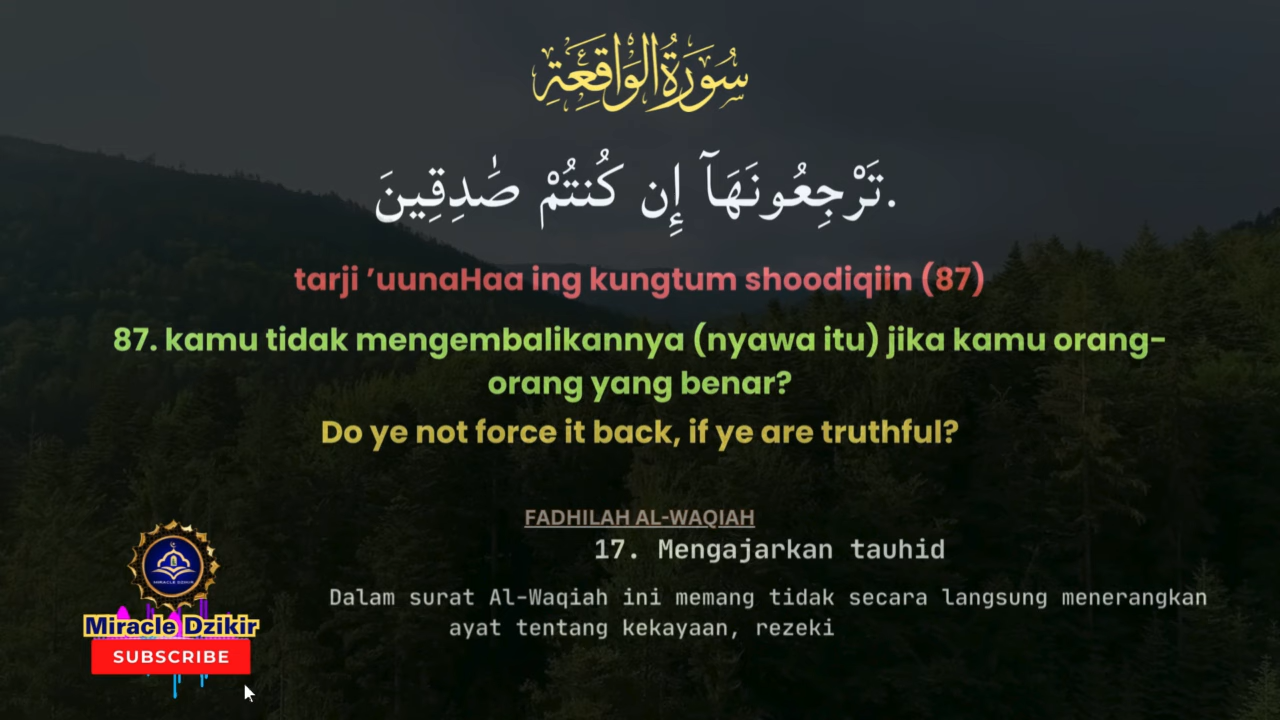 سُورَةُ الْوَاقِعَةِ
تَرْجِعُونَهَآ إِن كُنتُمْ صَٰدِقِينَ.
tarji ’uunaHaa ing kungtum shoodiqiin (87)
87. kamu tidak mengembalikannya (nyawa itu) jika kamu orang-
orang yang benar?
Do ye not force it back, if ye are truthful?
FADHILAH AL-WAQIAH
17. Mengajarkan tauhid
Dalam surat Al-Waqiah ini memang tidak secara langsung menerangkan
ayat tentang kekayaan, rezeki
MIRACLE DZIKIR
Miracle Dzikir
SUBSCRIBE